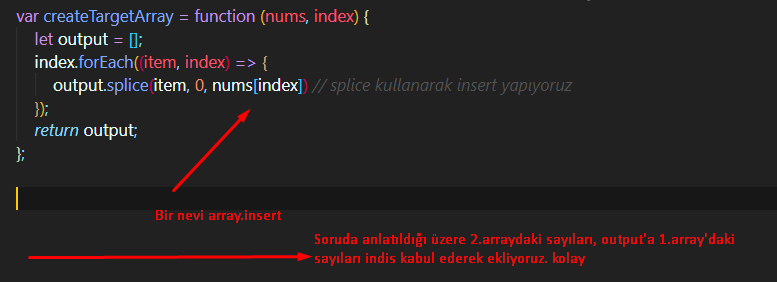 var createTargetArray = function (nums, index) {
let output = [];
index.forEach((item, index) => {
output.splice(item, 0, nums[index]) // splice kullanarak insert yapıyoruz
});
return output;
};
Bir nevi array.insert
Soruda anlatıldığı üzere 2.arraydaki sayıları, output'a 1.array'daki
sayıları indis kabul ederek ekliyoruz. kolay